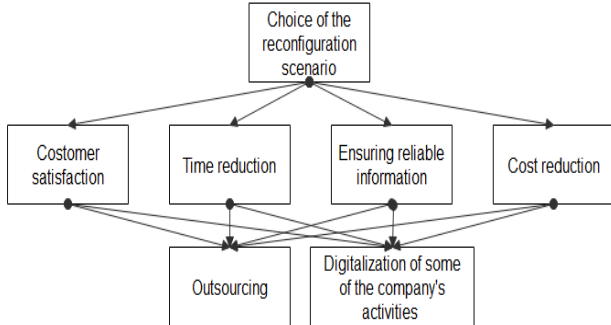 Choice of the
reconfiguration
scenario
Costomer
satisfaction
Time reduction
Ensuring reliable
information
Cost reduction
Outsourcing
Digitalization of some
of the company's
activities